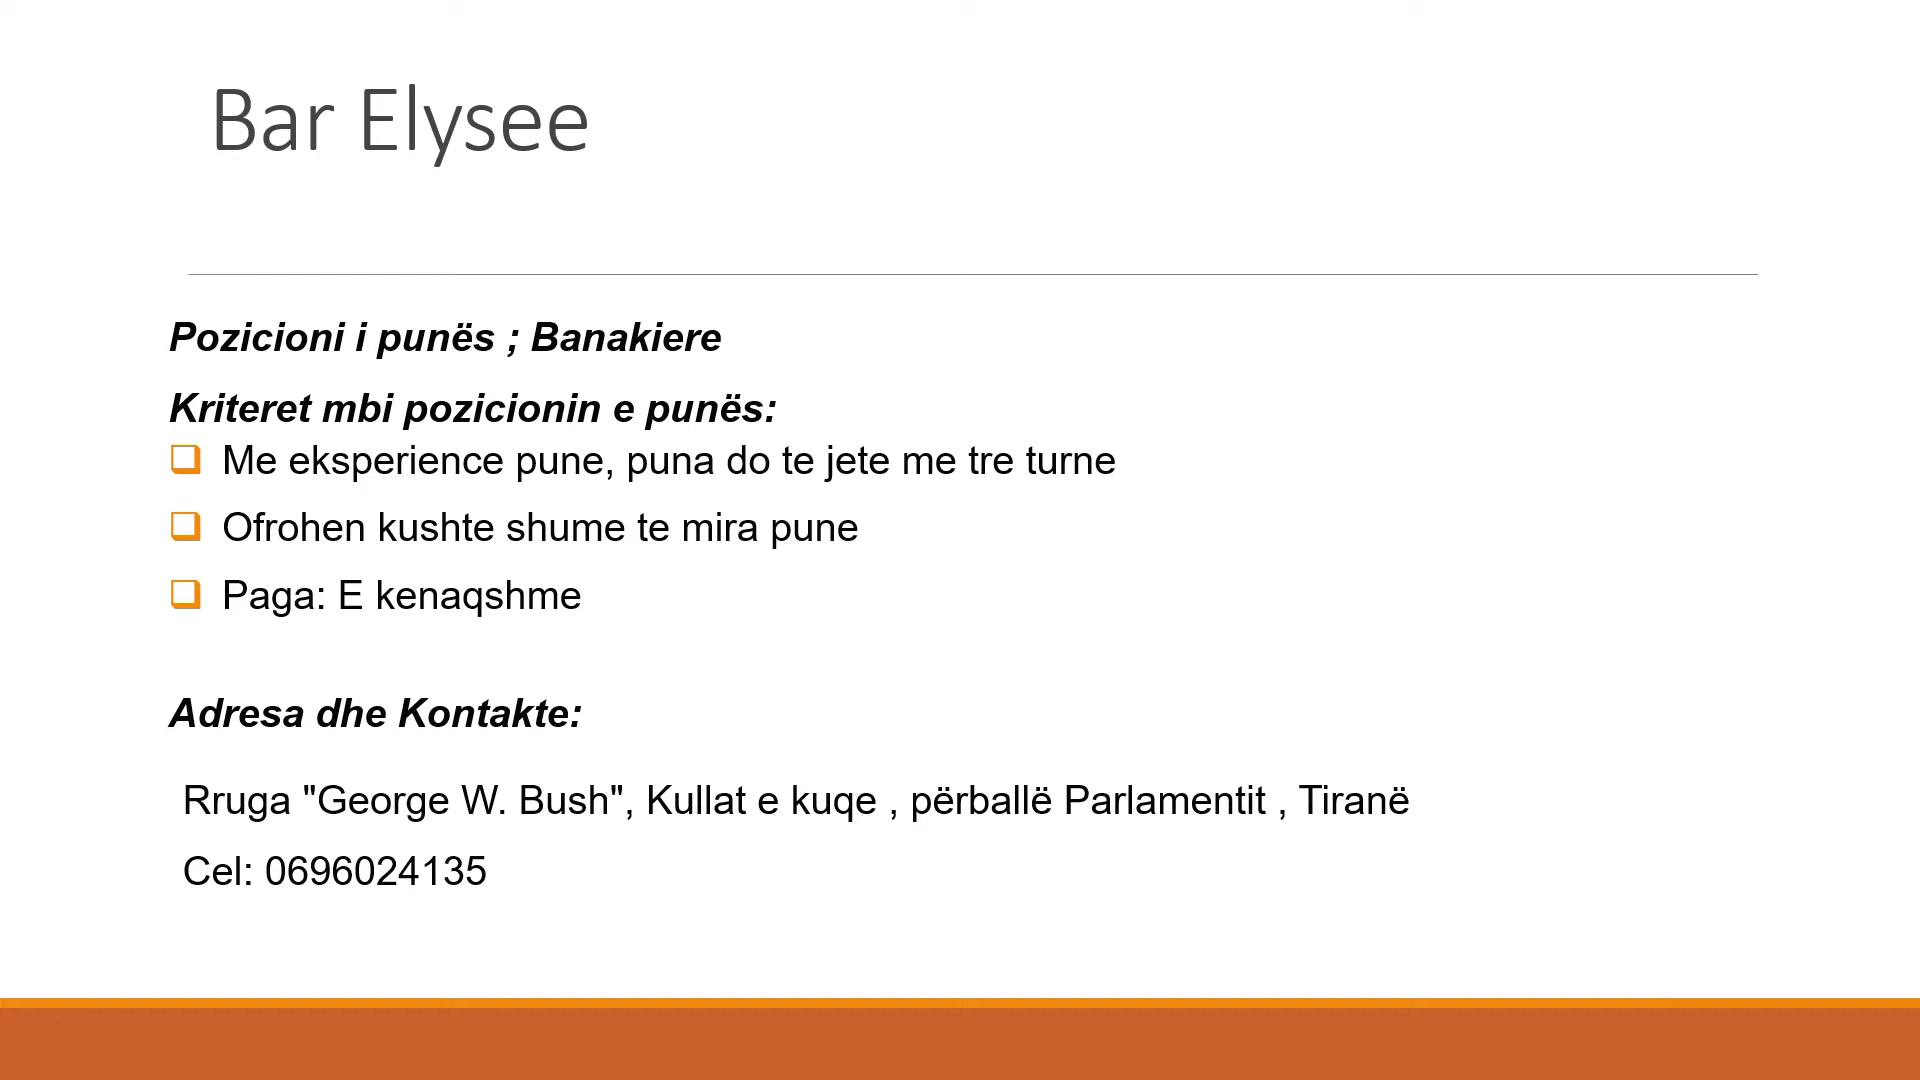 Bar Elysee
Pozicioni i punës ; Banakiere
Kriteret mbi pozicionin e punës:
Me eksperience pune, puna do te jete me tre turne
Ofrohen kushte shume te mira pune
Paga: E kenaqshme
Adresa dhe Kontakte:
Rruga "George W. Bush", Kullat e kuqe , përballë Parlamentit , Tiranë
Cel: 0696024135